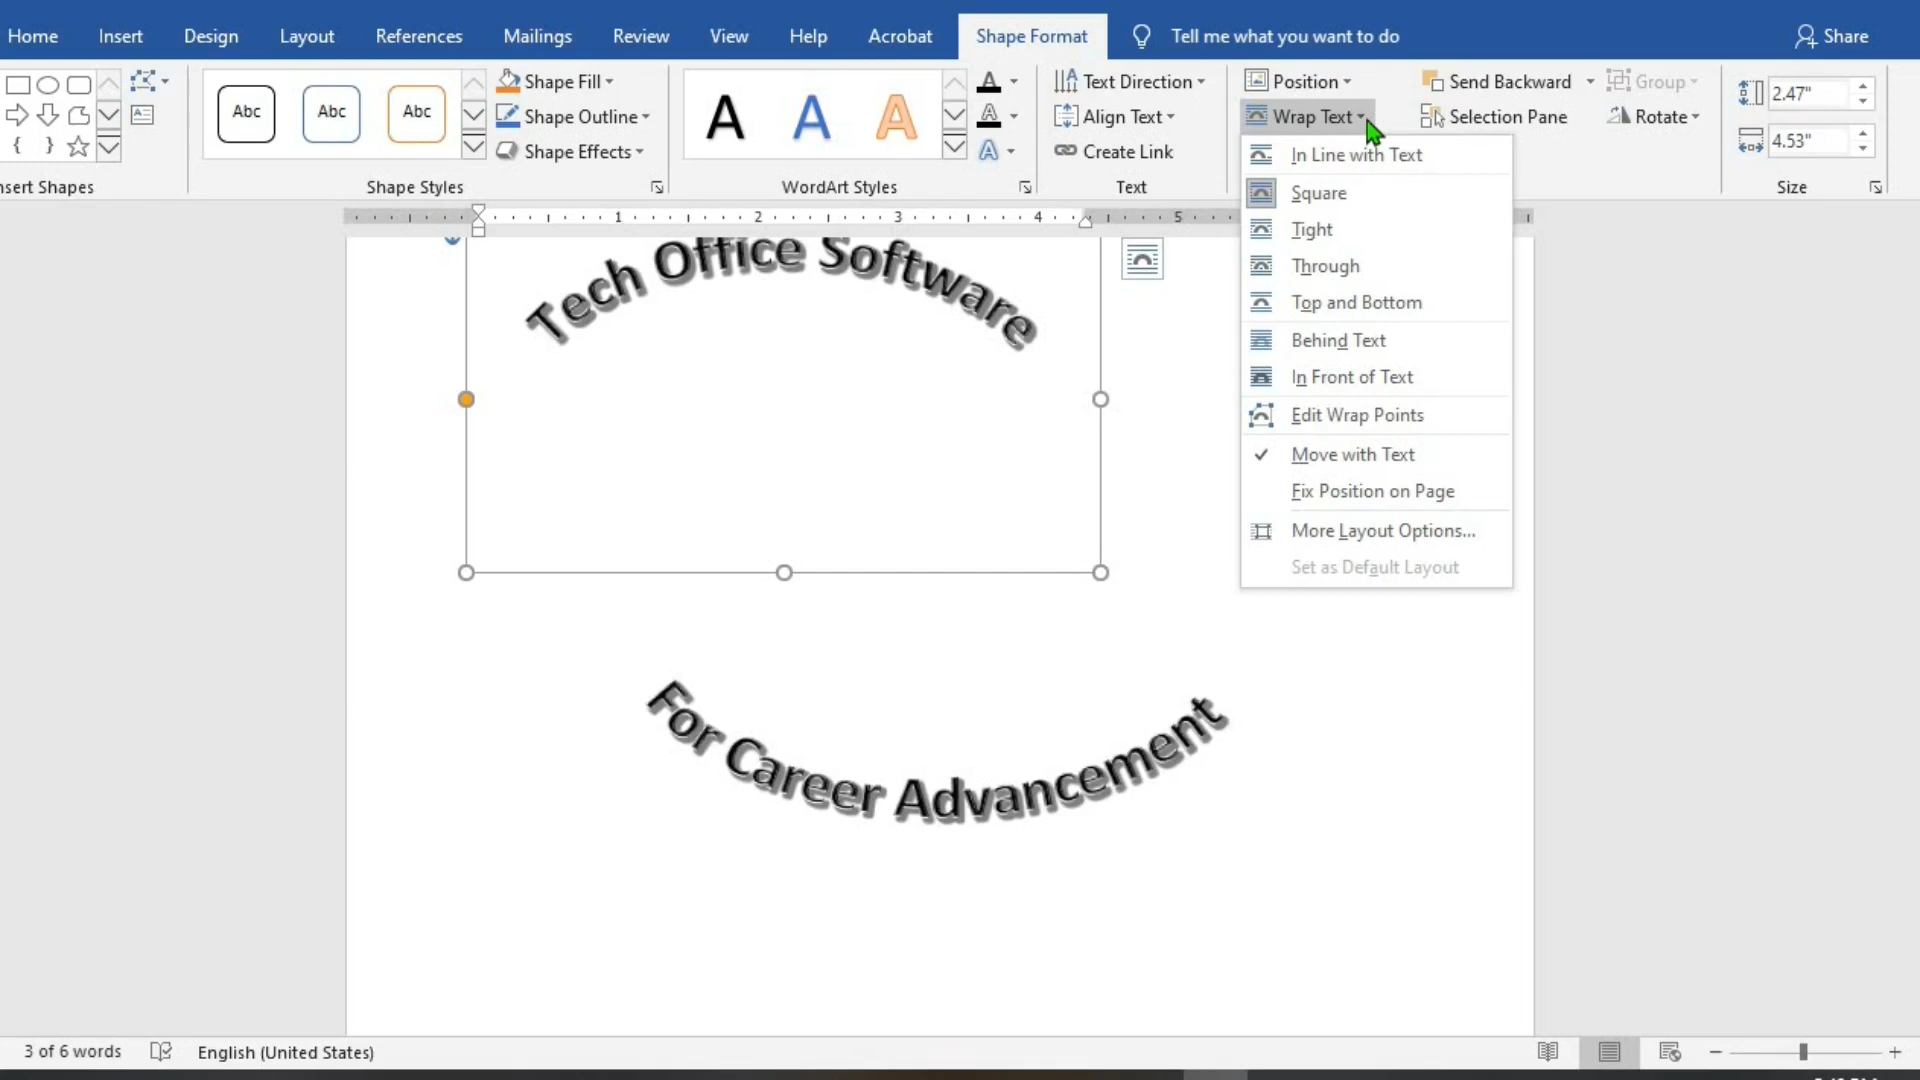 Home Insert Design Layout References Mailings Review View Help Acrobat Shape Format Tell me what you want to do Share
Abc Abc Abc
Shape Fill
Shape Outline
Shape Effects
A A A
Text Direction
Align Text
Create Link
Position
Wrap Text
Send Backward
Selection Pane
Group
Rotate
2.47"
4.53"
nsert Shapes Shape Styles WordArt Styles Text Size
In Line with Text
Square
Tight
Through
Top and Bottom
Behind Text
In Front of Text
Edit Wrap Points
Move with Text
Fix Position on Page
More Layout Options...
Set as Default Layout
1 2 3 4 5
Tech Office Software
For Career Advancement
3 of 6 words English (United States)